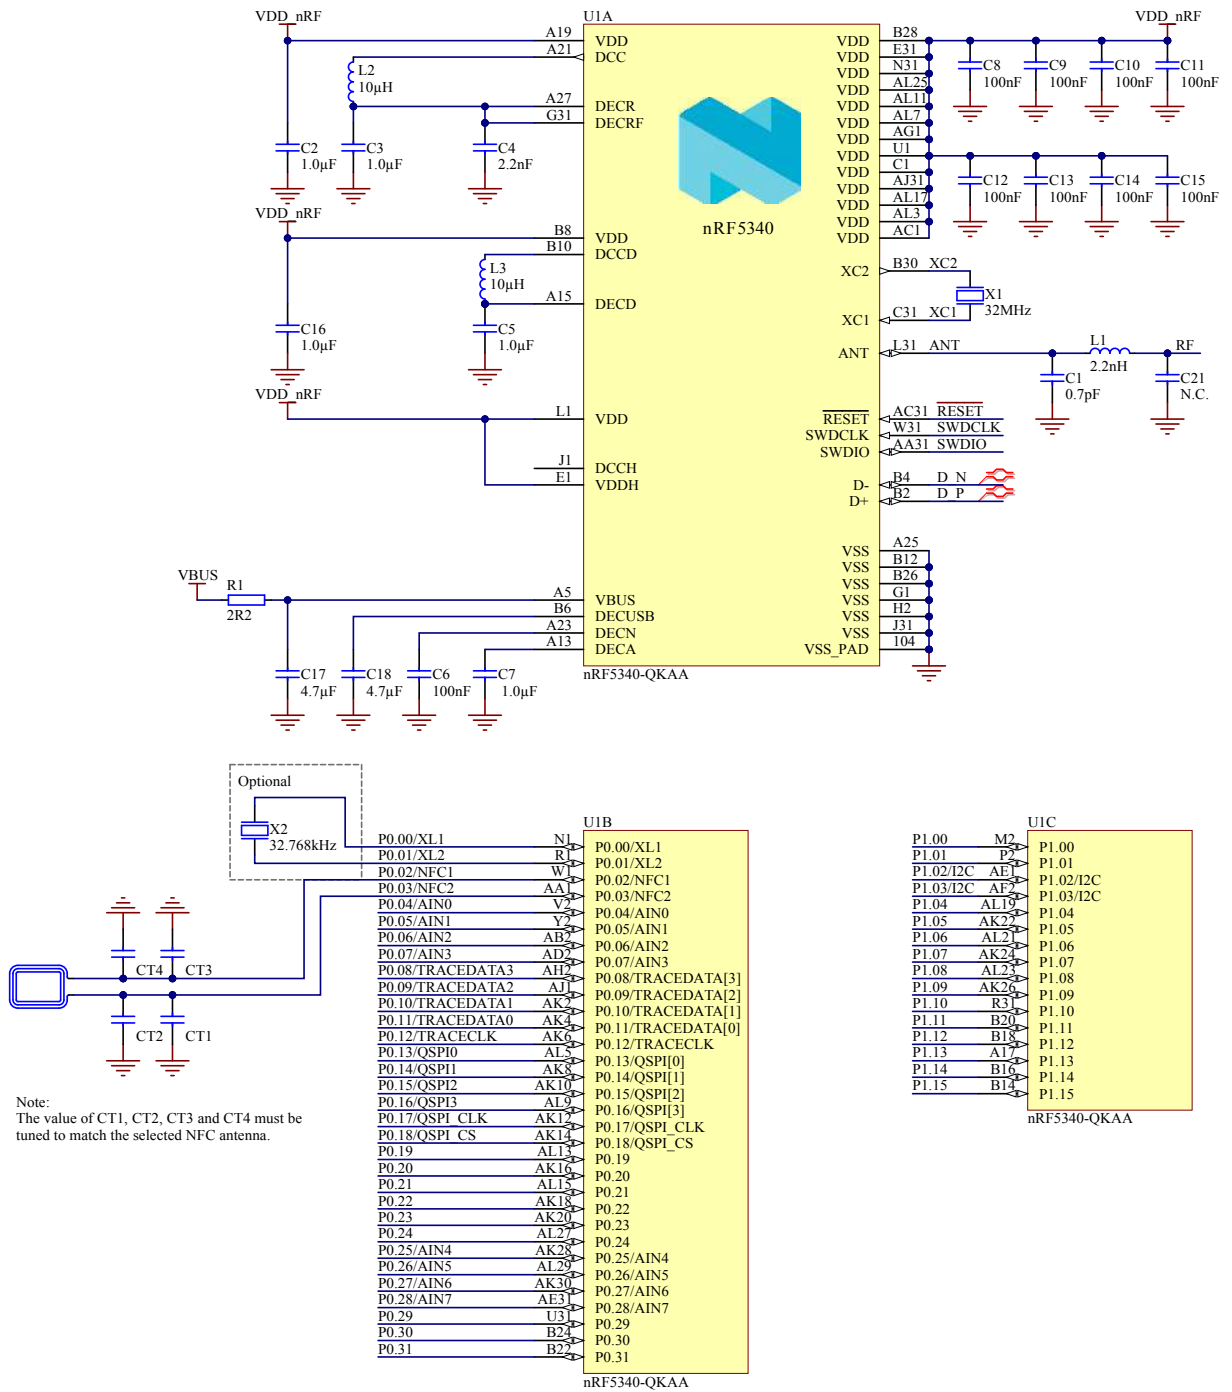 VDD_nRF
U1A
VDD_nRF
A19 VDD
A21 DCC
L2
10µH
A27 DECR
G31 DECRF
C2
1.0µF
C3
1.0µF
C4
2.2nF
VDD_nRF
B8 VDD
B10 DCCD
L3
10µH
A15 DECD
C16
1.0µF
C5
1.0µF
VDD_nRF
L1 VDD
J1 DCCH
E1 VDDH
VBUS
R1
2R2
A5 VBUS
B6 DECUSB
A23 DECN
A13 DECA
C17
4.7µF
C18
4.7µF
C6
100nF
C7
1.0µF
nRF5340
VDD B28
VDD E31
VDD N31
VDD AL25
VDD AL11
VDD AL7
VDD AG1
VDD U1
VDD C1
VDD AJ31
VDD AL17
VDD AL3
VDD AC1
C8
100nF
C9
100nF
C10
100nF
C11
100nF
C12
100nF
C13
100nF
C14
100nF
C15
100nF
XC2 B30 XC2
X1
32MHz
XC1 C31 XC1
ANT L31 ANT
L1
2.2nH
RF
C1
0.7pF
C21
N.C.
RESET AC31 RESET
SWDCLK W31 SWDCLK
SWDIO AA31 SWDIO
D- B4 D_N
D+ B2 D_P
VSS A25
VSS B12
VSS B26
VSS G1
VSS H2
VSS J31
VSS_PAD 104
nRF5340-QKAA
Optional
X2
32.768kHz
U1B
P0.00/XL1 N1 P0.00/XL1
P0.01/XL2 R1 P0.01/XL2
P0.02/NFC1 W1 P0.02/NFC1
P0.03/NFC2 AA1 P0.03/NFC2
P0.04/AIN0 V2 P0.04/AIN0
P0.05/AIN1 Y2 P0.05/AIN1
P0.06/AIN2 AB2 P0.06/AIN2
P0.07/AIN3 AD2 P0.07/AIN3
P0.08/TRACEDATA3 AH2 P0.08/TRACEDATA[3]
P0.09/TRACEDATA2 AJ1 P0.09/TRACEDATA[2]
P0.10/TRACEDATA1 AK2 P0.10/TRACEDATA[1]
P0.11/TRACEDATA0 AK4 P0.11/TRACEDATA[0]
P0.12/TRACECLK AK6 P0.12/TRACECLK
P0.13/QSPI0 AL5 P0.13/QSPI[0]
P0.14/QSPI1 AK8 P0.14/QSPI[1]
P0.15/QSPI2 AK10 P0.15/QSPI[2]
P0.16/QSPI3 AL9 P0.16/QSPI[3]
P0.17/QSPI_CLK AK12 P0.17/QSPI_CLK
P0.18/QSPI_CS AK14 P0.18/QSPI_CS
P0.19 AL13 P0.19
P0.20 AK16 P0.20
P0.21 AL15 P0.21
P0.22 AK18 P0.22
P0.23 AK20 P0.23
P0.24 AL27 P0.24
P0.25/AIN4 AK28 P0.25/AIN4
P0.26/AIN5 AL29 P0.26/AIN5
P0.27/AIN6 AK30 P0.27/AIN6
P0.28/AIN7 AE31 P0.28/AIN7
P0.29 U31 P0.29
P0.30 B24 P0.30
P0.31 B22 P0.31
nRF5340-QKAA
CT4
CT3
CT2
CT1
Note:
The value of CT1, CT2, CT3 and CT4 must be
tuned to match the selected NFC antenna.
U1C
P1.00 M2 P1.00
P1.01 P2 P1.01
P1.02/I2C AE1 P1.02/I2C
P1.03/I2C AF2 P1.03/I2C
P1.04 AL19 P1.04
P1.05 AK22 P1.05
P1.06 AL21 P1.06
P1.07 AK24 P1.07
P1.08 AL23 P1.08
P1.09 AK26 P1.09
P1.10 R31 P1.10
P1.11 B20 P1.11
P1.12 B18 P1.12
P1.13 A17 P1.13
P1.14 B16 P1.14
P1.15 B14 P1.15
nRF5340-QKAA